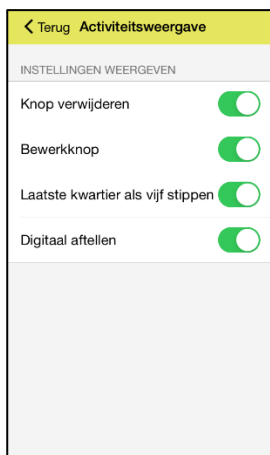 Terug Activiteitsweergave
INSTELLINGEN WEERGEVEN
Knop verwijderen
Bewerkknop
Laatste kwartier als vijf stippen
Digitaal aftellen